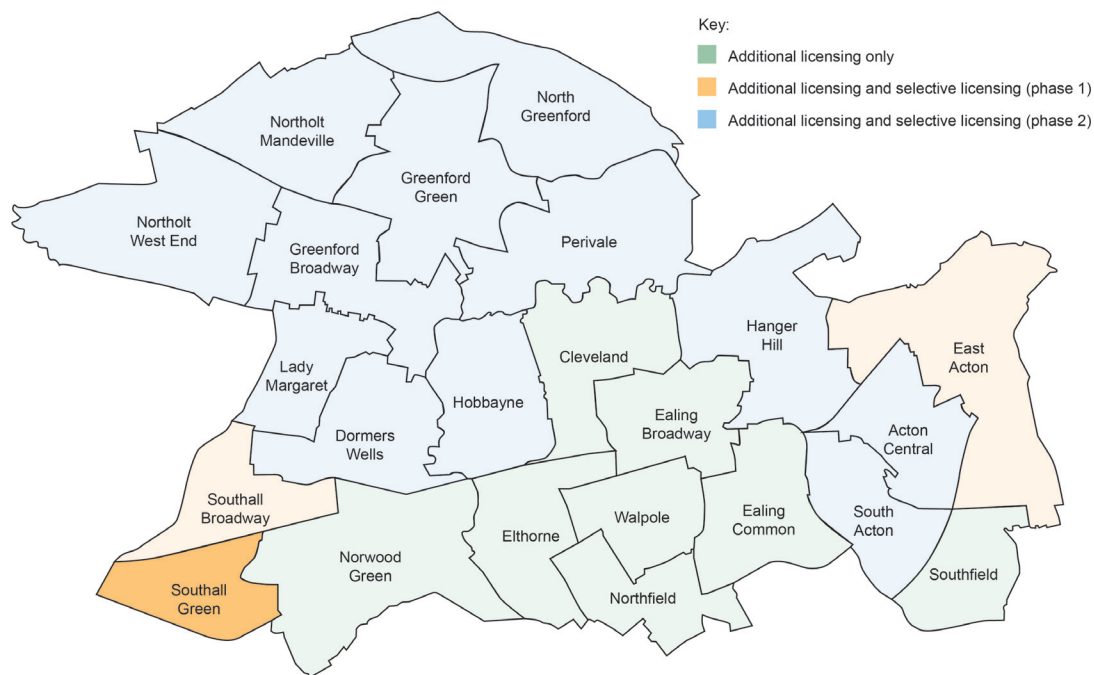 Key:
Additional licensing only
Additional licensing and selective licensing (phase 1)
Additional licensing and selective licensing (phase 2)
North
Greenford
Northolt
Mandeville
Greenford
Green
Northolt
West End
Greenford
Broadway
Perivale
Hanger
Hill
East
Acton
Cleveland
Lady
Margaret
Hobbayne
Ealing
Broadway
Dormers
Wells
Acton
Central
Southall
Broadway
Elthorne
Walpole
Ealing
Common
South
Acton
Norwood
Green
Southfield
Southall
Green
Northfield